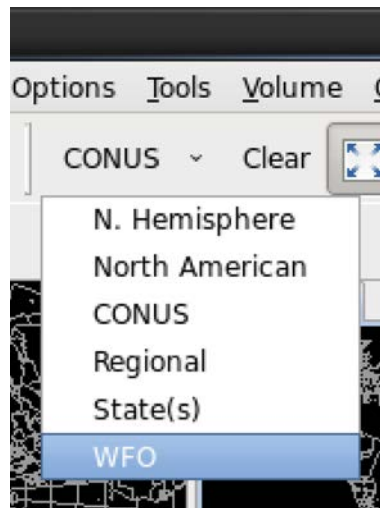 Options Tools Volume
CONUS Clear
N. Hemisphere
North American
CONUS
Regional
State(s)
WFO